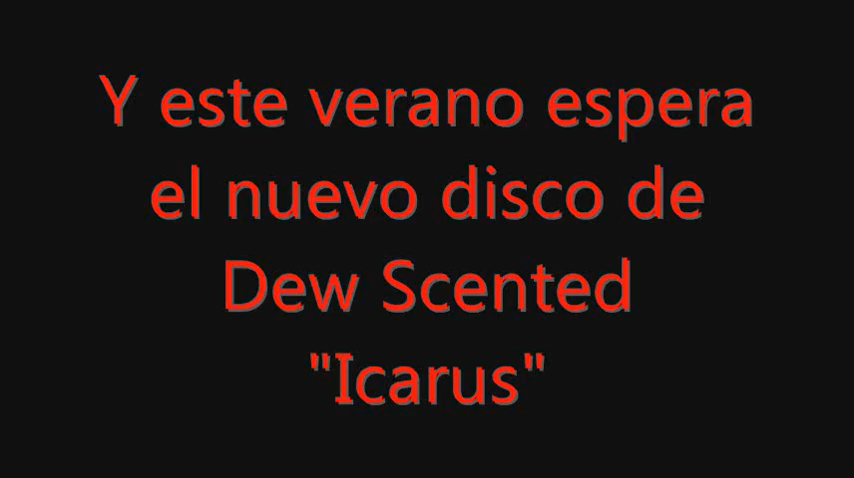 Y este verano espera
el nuevo disco de
Dew Scented
"Icarus"